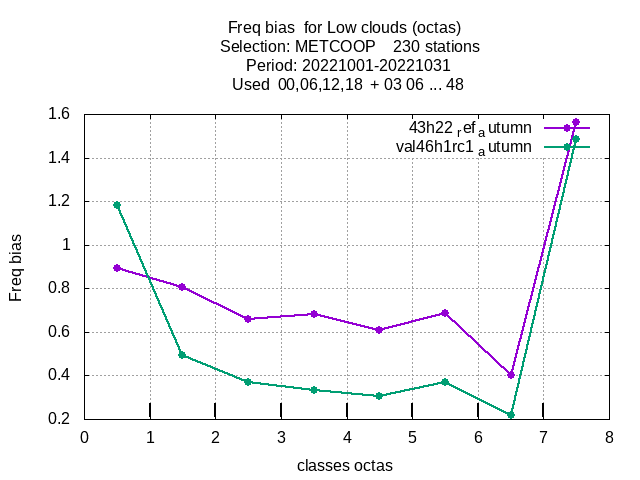 Freq bias  for Low clouds (octas)
Selection: METCOOP    230 stations
Period: 20221001-20221031
Used  00,06,12,18  + 03 06 ... 48
43h22 ref autumn
val46h1rc1 autumn
1.6
1.4
1.2
1
0.8
0.6
0.4
0.2
Freq bias
0 1 2 3 4 5 6 7 8
classes octas